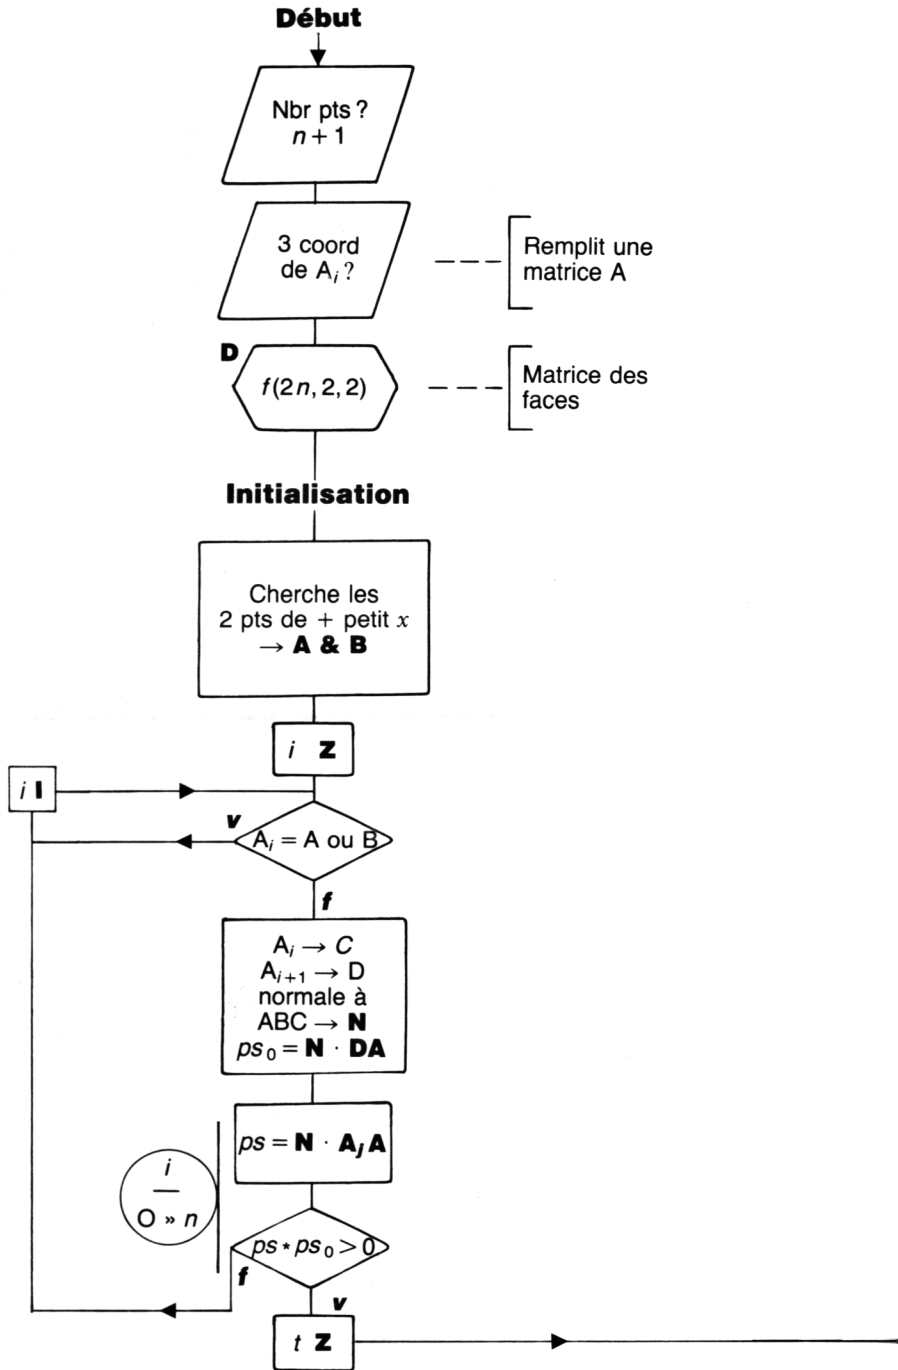 Début
Nbr pts ?
n + 1
3 coord
de Ai ?
Remplit une
matrice A
D
f(2n, 2, 2)
Matrice des
faces
Initialisation
Cherche les
2 pts de + petit x
→ A & B
i Z
i I
v
Ai = A ou B
f
Ai → C
Ai+1 → D
normale à
ABC → N
ps0 = N · DA
ps = N · AjA
i
O » n
ps * ps0 > 0
f
v
t Z